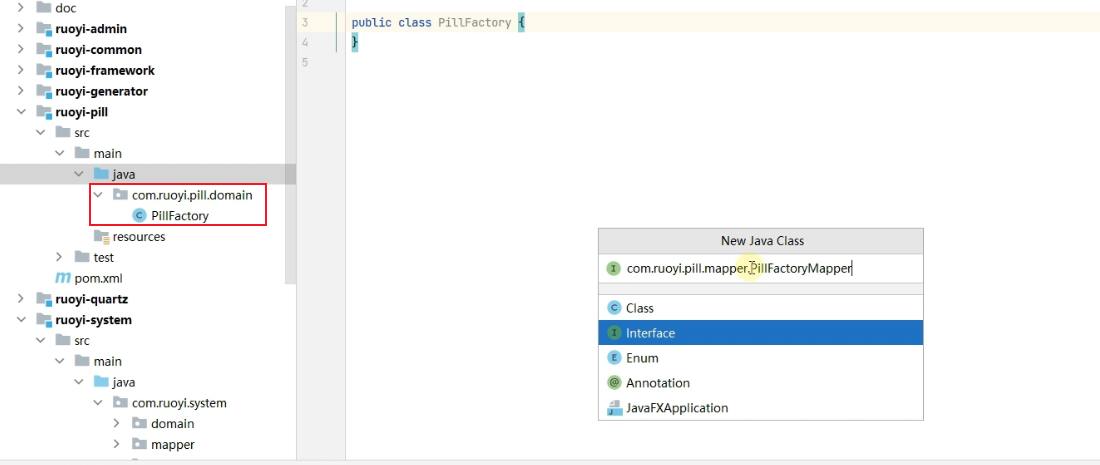 doc
ruoyi-admin
ruoyi-common
ruoyi-framework
ruoyi-generator
ruoyi-pill
src
main
java
com.ruoyi.pill.domain
C PillFactory
resources
test
m pom.xml
ruoyi-quartz
ruoyi-system
src
main
java
com.ruoyi.system
domain
mapper
2
3 public class PillFactory {
4 }
5
New Java Class
I com.ruoyi.pill.mapper.PillFactoryMapper
C Class
I Interface
E Enum
@ Annotation
JavaFXApplication